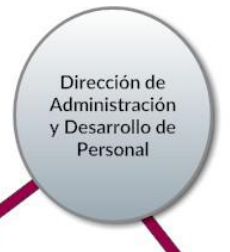 Dirección de
Administración
y Desarrollo de
Personal